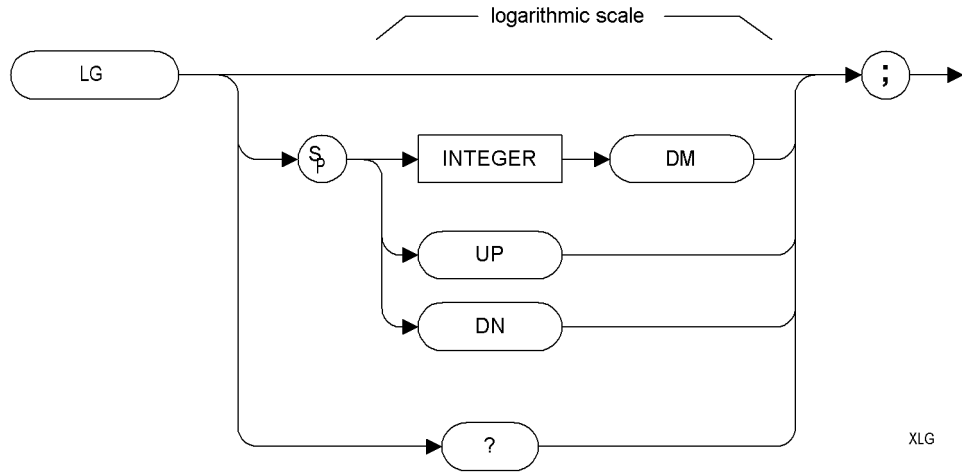 logarithmic scale
LG
;
SP
INTEGER
DM
UP
DN
?
XLG